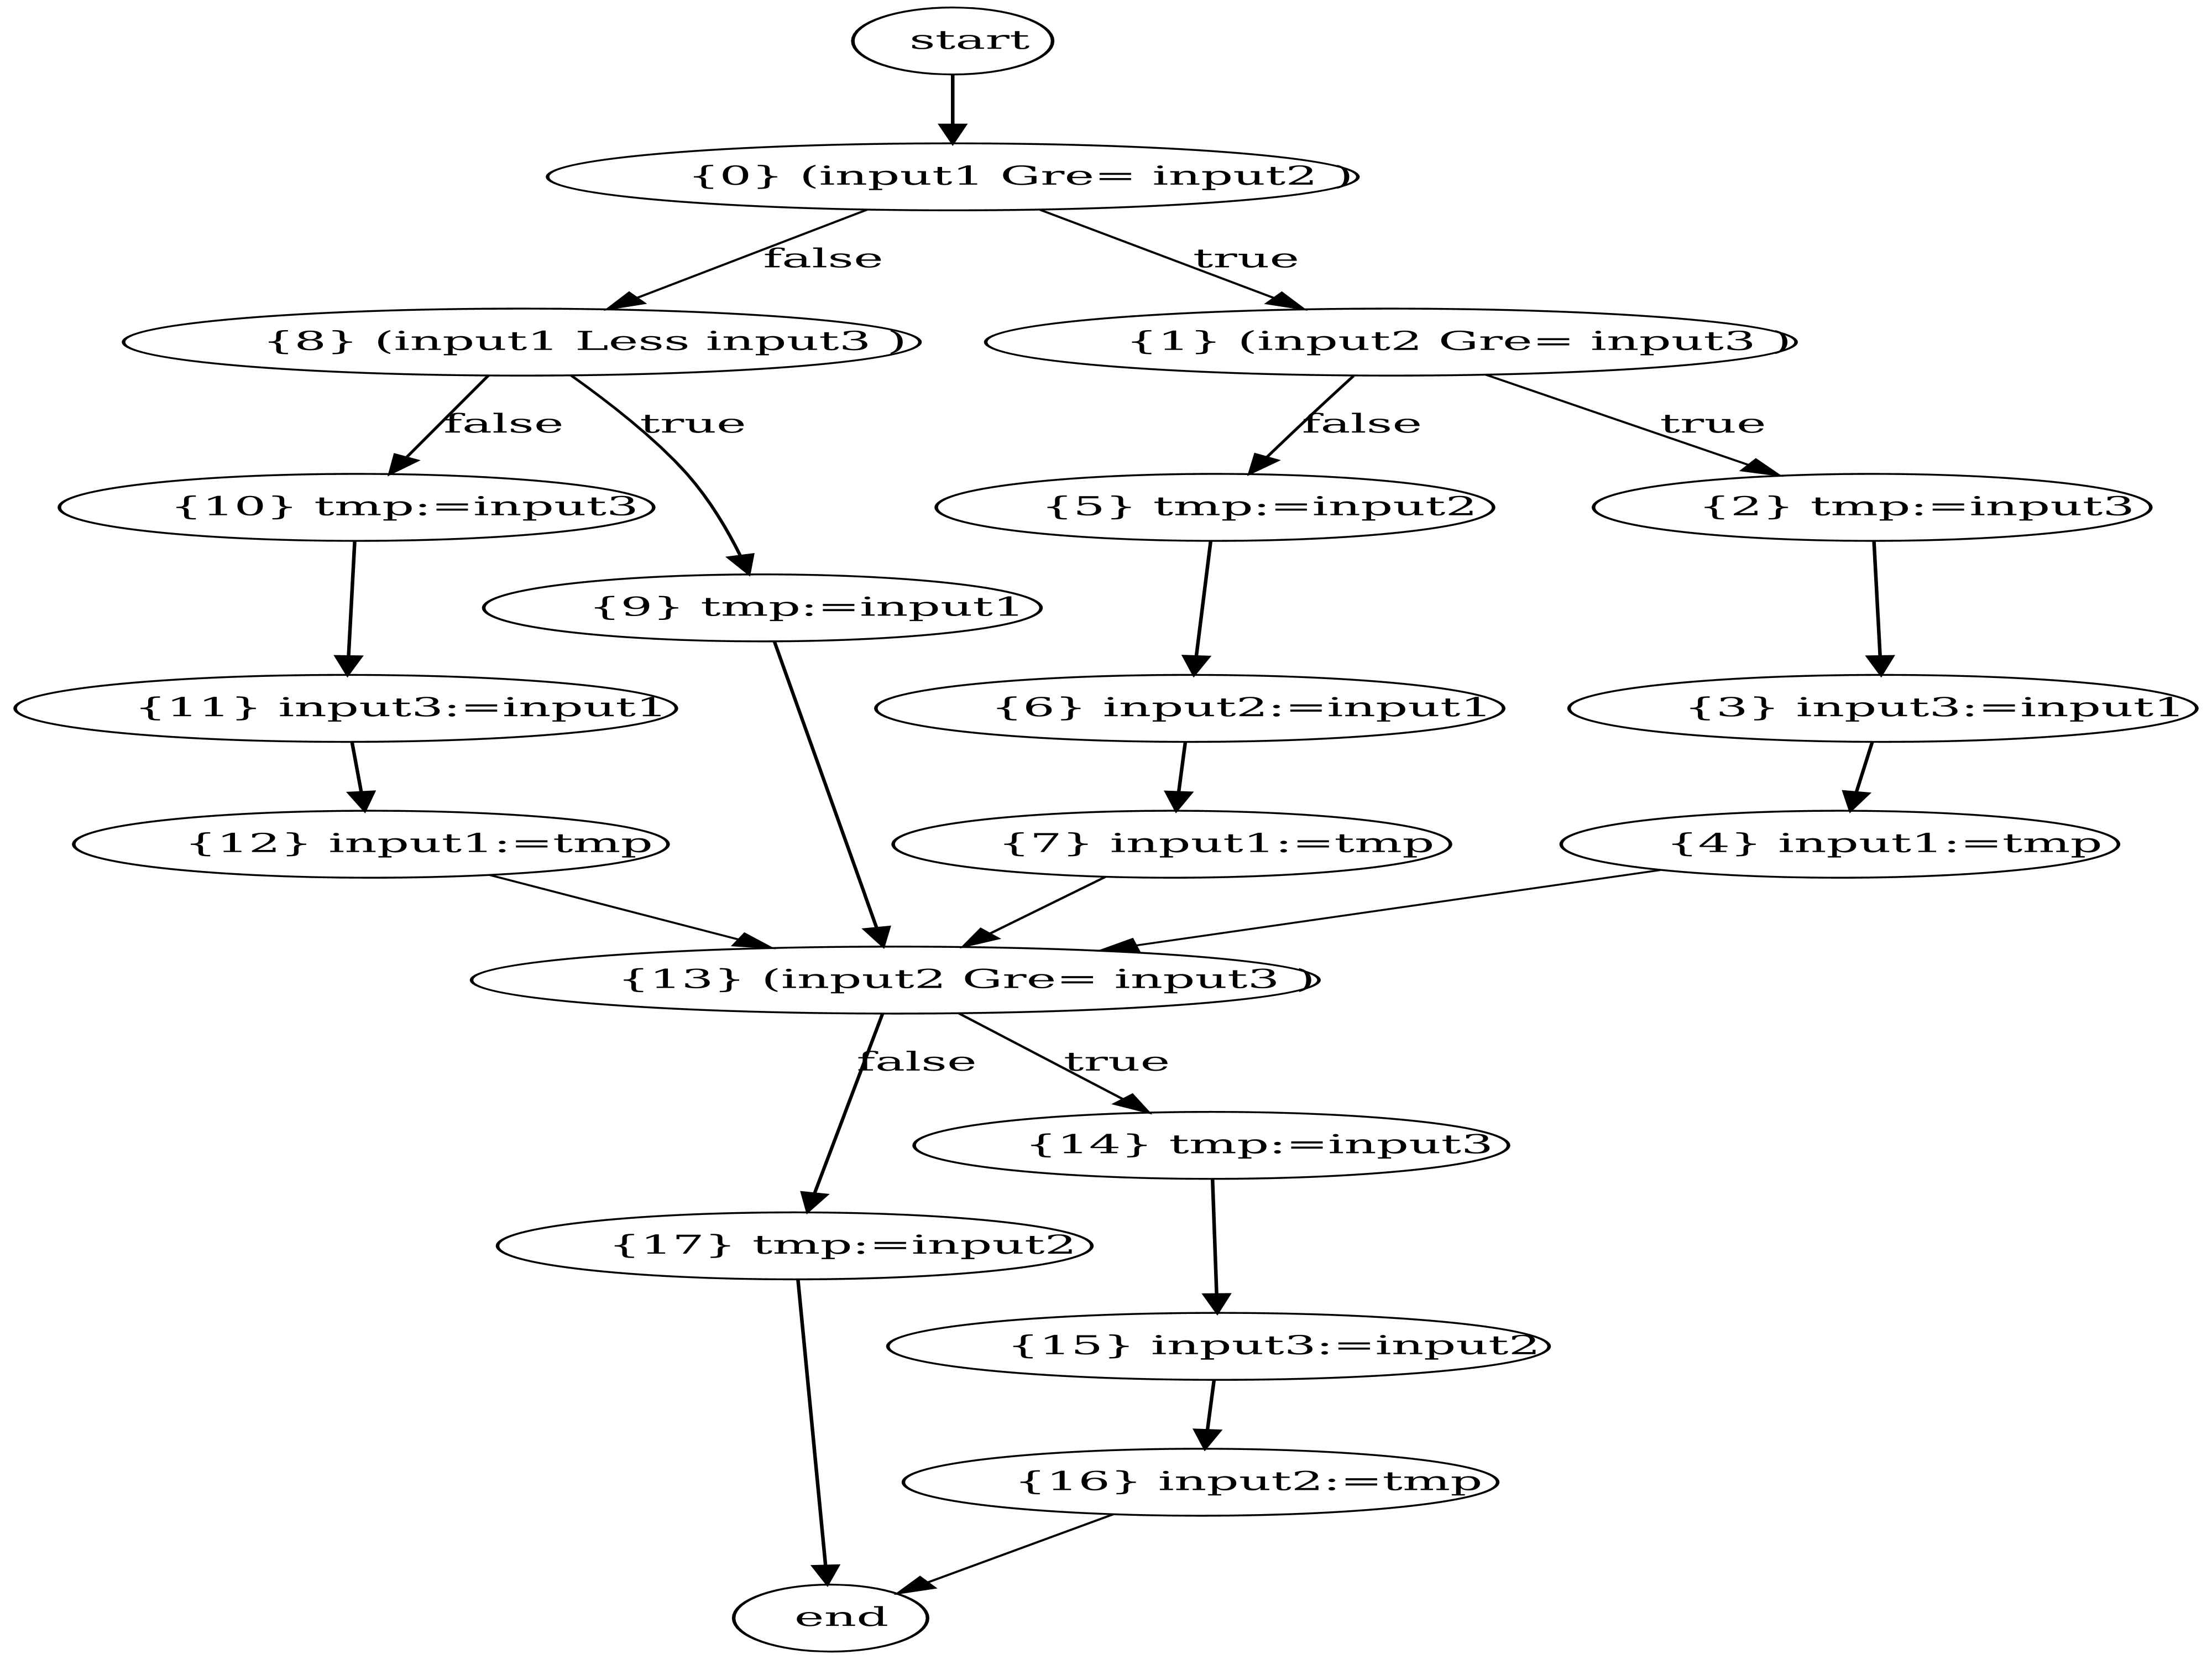 start
{0} (input1 Gre= input2 )
false
true
{8} (input1 Less input3 )
{1} (input2 Gre= input3 )
false
true
false
true
{10} tmp:=input3
{5} tmp:=input2
{2} tmp:=input3
{9} tmp:=input1
{11} input3:=input1
{6} input2:=input1
{3} input3:=input1
{12} input1:=tmp
{7} input1:=tmp
{4} input1:=tmp
{13} (input2 Gre= input3 )
false
true
{14} tmp:=input3
{17} tmp:=input2
{15} input3:=input2
{16} input2:=tmp
end